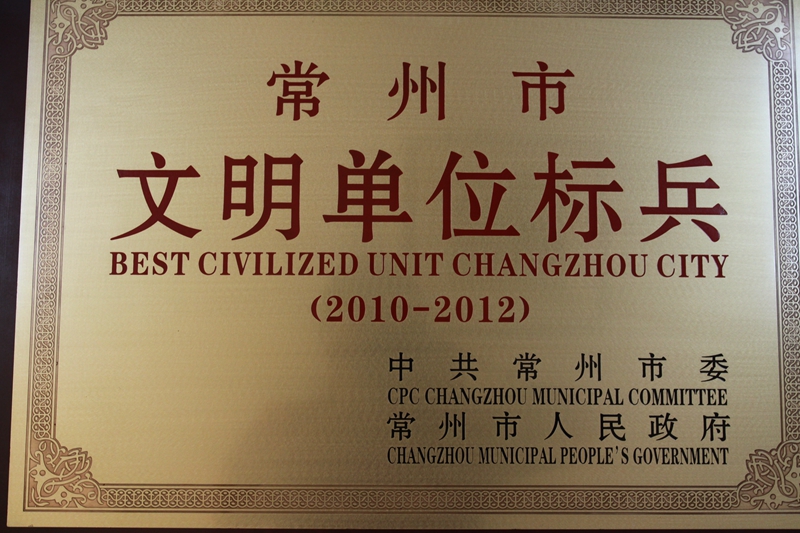 常州市
文明单位标兵
BEST CIVILIZED UNIT CHANGZHOU CITY
(2010-2012)
中共常州市委
CPC CHANGZHOU MUNICIPAL COMMITTEE
常州市人民政府
CHANGZHOU MUNICIPAL PEOPLE'S GOVERNMENT